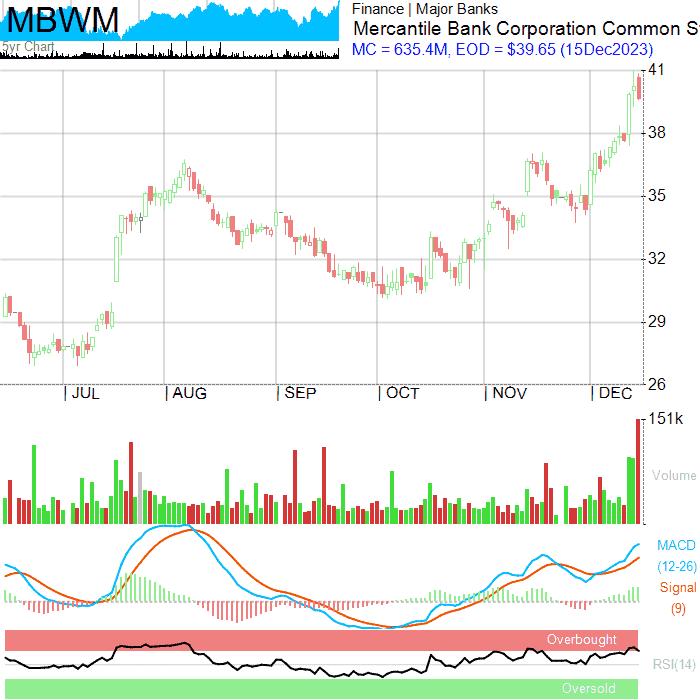 MBWM
5yr Chart
Finance | Major Banks
Mercantile Bank Corporation Common S
MC = 635.4M, EOD = $39.65 (15Dec2023)
41
38
35
32
29
26
| JUL | AUG | SEP | OCT | NOV | DEC
151k
Volume
MACD
(12-26)
Signal
(9)
Overbought
RSI(14)
Oversold